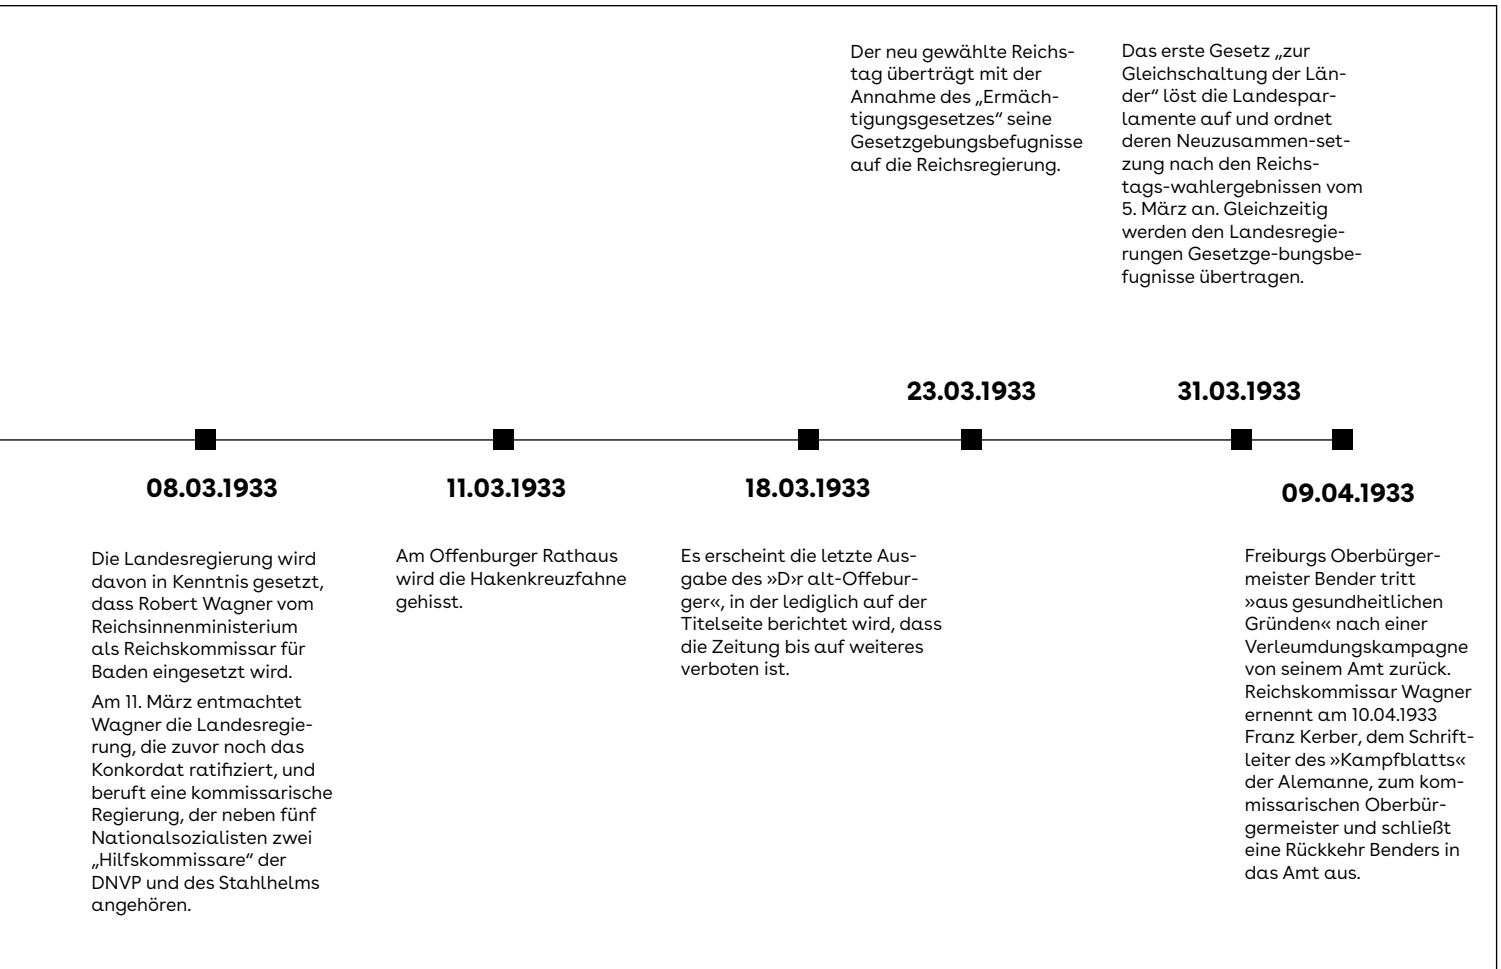 Der neu gewählte Reichs-
tag überträgt mit der
Annahme des „Ermäch-
tigungsgesetzes“ seine
Gesetzgebungsbefugnisse
auf die Reichsregierung.
Das erste Gesetz „zur
Gleichschaltung der Län-
der“ löst die Landespar-
lamente auf und ordnet
deren Neuzusammen-set-
zung nach den Reichs-
tags-wahlergebnissen vom
5. März an. Gleichzeitig
werden den Landesregie-
rungen Gesetzge-bungsbe-
fugnisse übertragen.
23.03.1933
31.03.1933
08.03.1933
11.03.1933
18.03.1933
09.04.1933
Die Landesregierung wird
davon in Kenntnis gesetzt,
dass Robert Wagner vom
Reichsinnenministerium
als Reichskommissar für
Baden eingesetzt wird.
Am 11. März entmachtet
Wagner die Landesregie-
rung, die zuvor noch das
Konkordat ratifiziert, und
beruft eine kommissarische
Regierung, der neben fünf
Nationalsozialisten zwei
„Hilfskommissare“ der
DNVP und des Stahlhelms
angehören.
Am Offenburger Rathaus
wird die Hakenkreuzfahne
gehisst.
Es erscheint die letzte Aus-
gabe des »D›r alt-Offebur-
ger«, in der lediglich auf der
Titelseite berichtet wird, dass
die Zeitung bis auf weiteres
verboten ist.
Freiburgs Oberbürger-
meister Bender tritt
»aus gesundheitlichen
Gründen« nach einer
Verleumdungskampagne
von seinem Amt zurück.
Reichskommissar Wagner
ernennt am 10.04.1933
Franz Kerber, dem Schrift-
leiter des »Kampfblatts«
der Alemanne, zum kom-
missarischen Oberbür-
germeister und schließt
eine Rückkehr Benders in
das Amt aus.